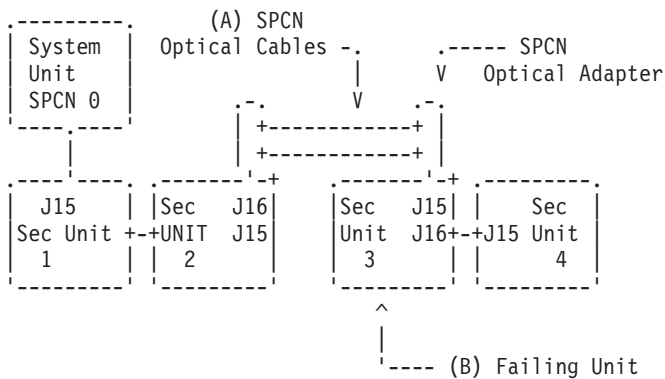 (A) SPCN
System Optical Cables SPCN
Unit V Optical Adapter
SPCN 0 V
J15 Sec J16 Sec J15 Sec
Sec Unit UNIT J15 Unit J16 J15 Unit
1 2 3 4
(B) Failing Unit